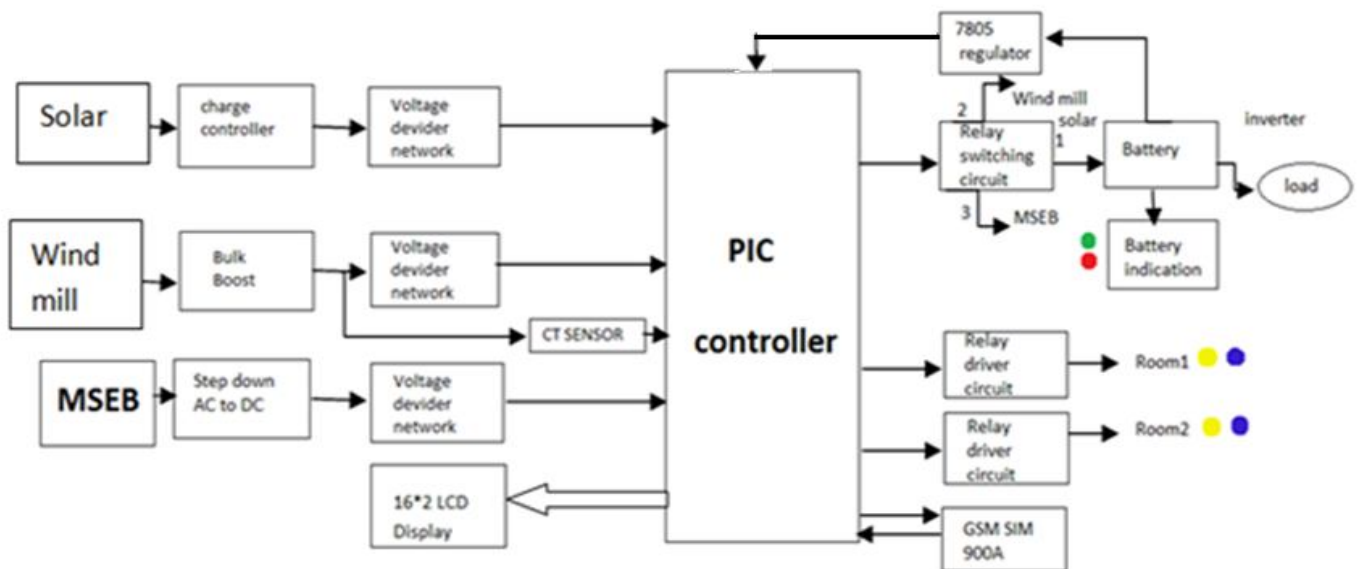 Solar
charge
controller
Voltage
devider
network
Wind
mill
Bulk
Boost
Voltage
devider
network
CT SENSOR
MSEB
Step down
AC to DC
Voltage
devider
network
16*2 LCD
Display
PIC
controller
7805
regulator
2
Wind mill
solar
1
Relay
switching
circuit
3
MSEB
Battery
inverter
load
Battery
indication
Relay
driver
circuit
Room1
Relay
driver
circuit
Room2
GSM SIM
900A